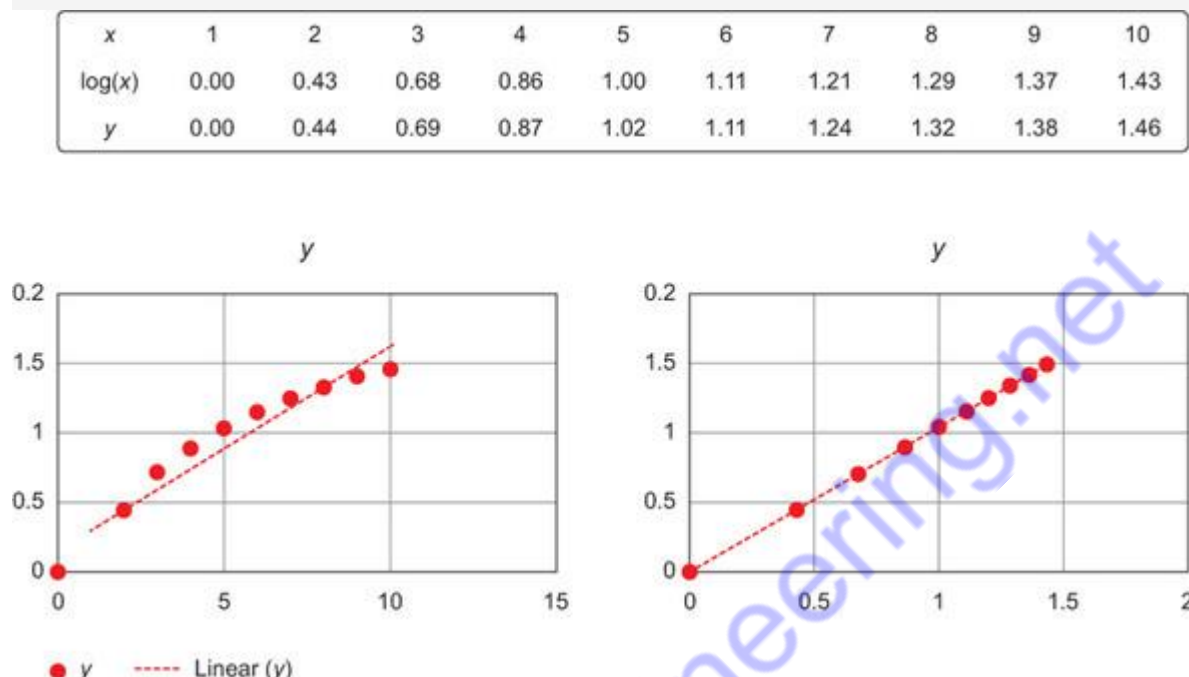 x 1 2 3 4 5 6 7 8 9 10
log(x) 0.00 0.43 0.68 0.86 1.00 1.11 1.21 1.29 1.37 1.43
y 0.00 0.44 0.69 0.87 1.02 1.11 1.24 1.32 1.38 1.46
y
0.2
1.5
1
0.5
0
0 5 10 15
y Linear (y)
y
0.2
1.5
1
0.5
0
0 0.5 1 1.5 2
neering.net